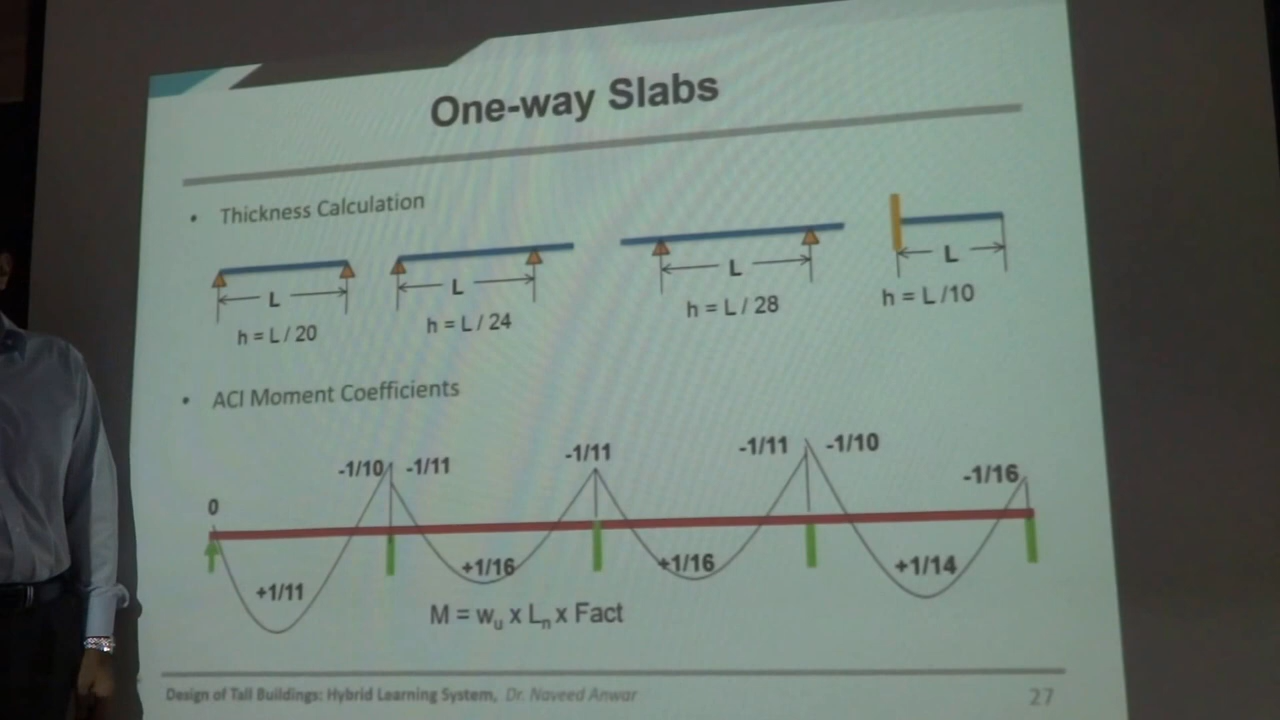 One-way Slabs
• Thickness Calculation
L L L L
h = L / 20 h = L / 24 h = L / 28 h = L /10
• ACI Moment Coefficients
0 -1/10 -1/11 -1/11 -1/11 -1/10 -1/16
+1/11 +1/16 +1/16 +1/14
M = wu x Ln x Fact
Design of Tall Buildings: Hybrid Learning System, Dr. Naveed Anwar 27